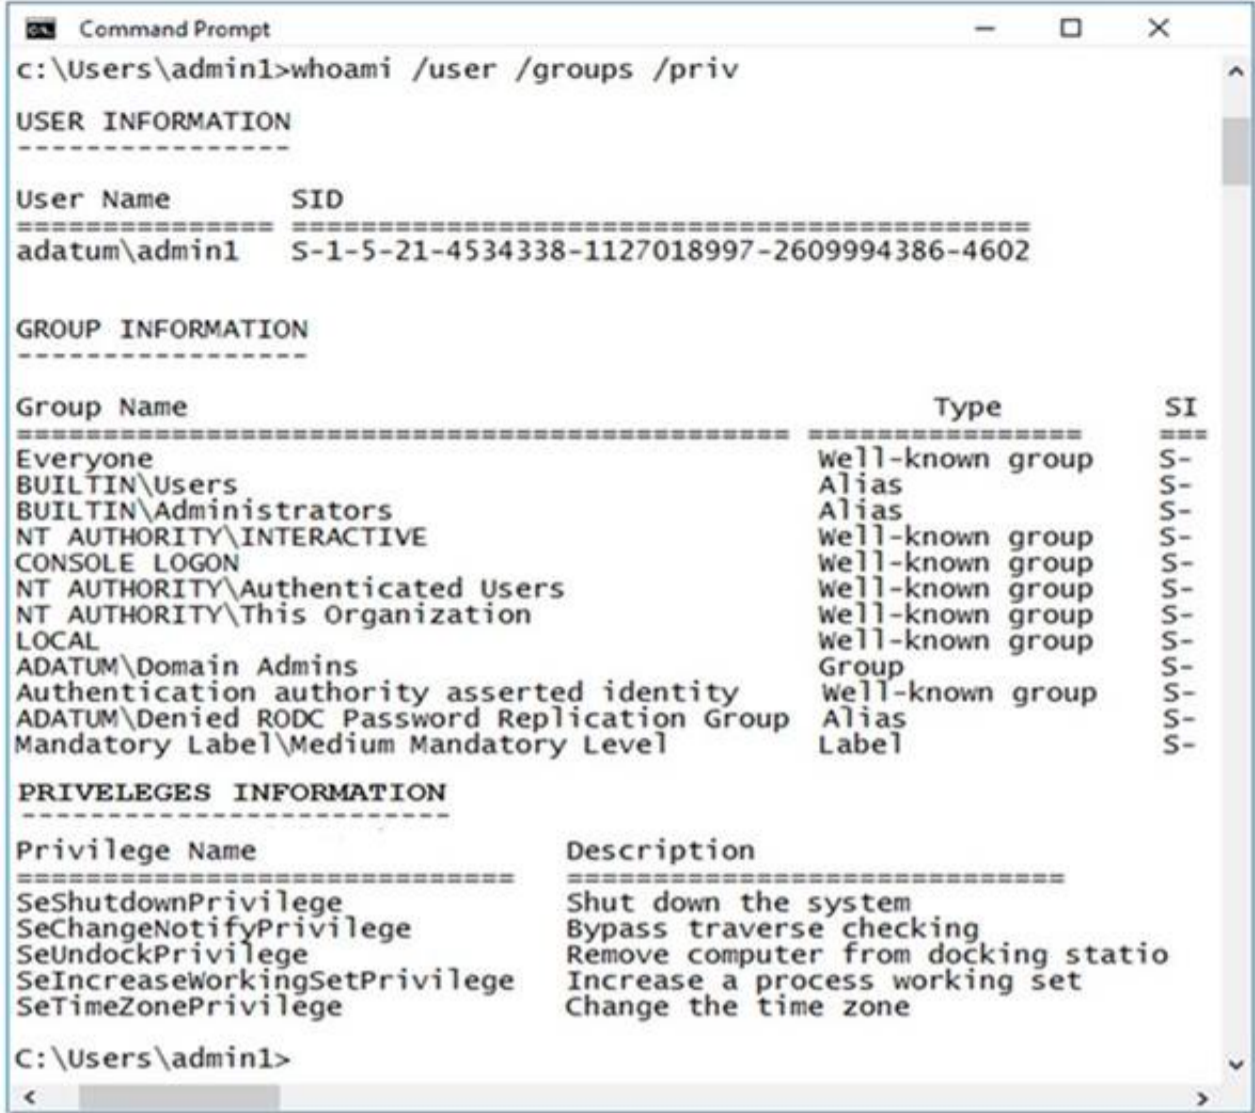 Command Prompt
c:\Users\admin1>whoami /user /groups /priv
USER INFORMATION
----------------
User Name SID
=============== ==========================================
adatum\admin1 S-1-5-21-4534338-1127018997-2609994386-4602
GROUP INFORMATION
-----------------
Group Name Type SI
============================================= ================ ===
Everyone Well-known group S-
BUILTIN\Users Alias S-
BUILTIN\Administrators Alias S-
NT AUTHORITY\INTERACTIVE Well-known group S-
CONSOLE LOGON Well-known group S-
NT AUTHORITY\Authenticated Users Well-known group S-
NT AUTHORITY\This Organization Well-known group S-
LOCAL Well-known group S-
ADATUM\Domain Admins Group S-
Authentication authority asserted identity Well-known group S-
ADATUM\Denied RODC Password Replication Group Alias S-
Mandatory Label\Medium Mandatory Level Label S-
PRIVELEGES INFORMATION
-------------------------
Privilege Name Description
============================= =============================
SeShutdownPrivilege Shut down the system
SeChangeNotifyPrivilege Bypass traverse checking
SeUndockPrivilege Remove computer from docking statio
SeIncreaseWorkingSetPrivilege Increase a process working set
SeTimeZonePrivilege Change the time zone
C:\Users\admin1>